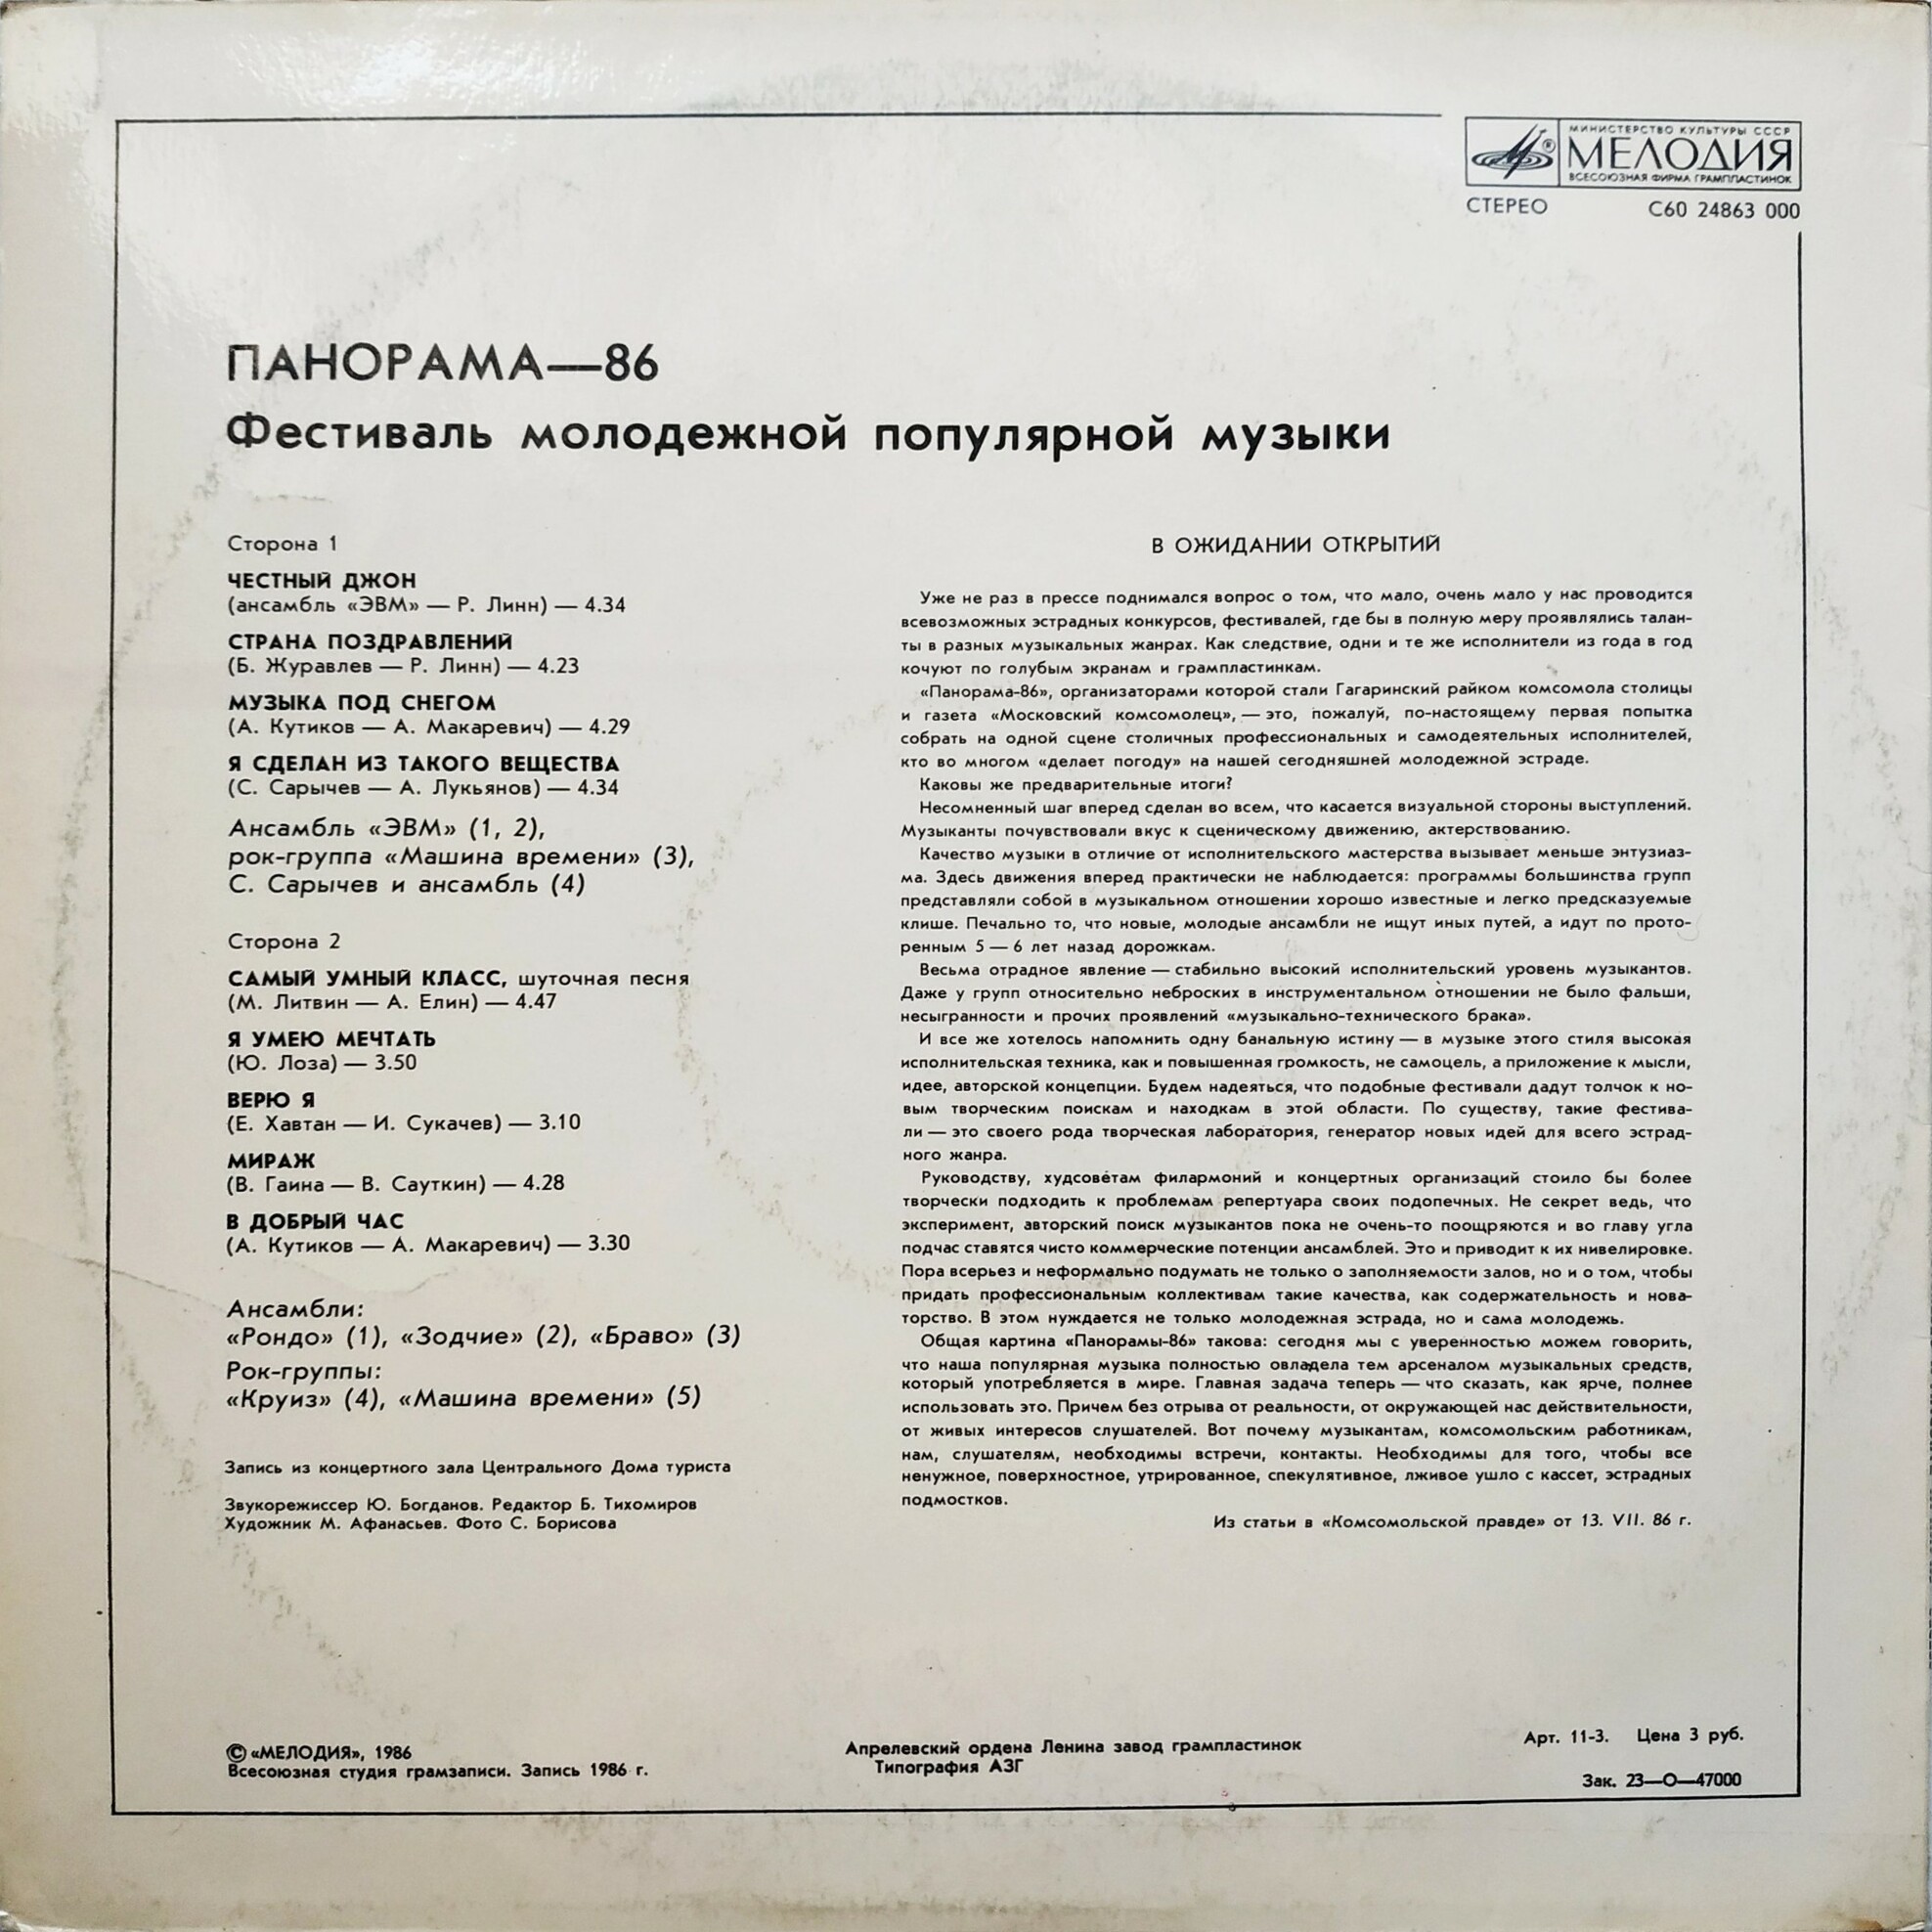 МИНИСТЕРСТВО КУЛЬТУРЫ СССР
МЕЛОДИЯ
ВСЕСОЮЗНАЯ ФИРМА ГРАМПЛАСТИНОК
СТЕРЕО С60 24863 000
ПАНОРАМА—86
Фестиваль молодежной популярной музыки
Сторона 1
ЧЕСТНЫЙ ДЖОН
(ансамбль «ЭВМ» — Р. Линн) — 4.34
СТРАНА ПОЗДРАВЛЕНИЙ
(Б. Журавлев — Р. Линн) — 4.23
МУЗЫКА ПОД СНЕГОМ
(А. Кутиков — А. Макаревич) — 4.29
Я СДЕЛАН ИЗ ТАКОГО ВЕЩЕСТВА
(С. Сарычев — А. Лукьянов) — 4.34
Ансамбль «ЭВМ» (1, 2),
рок-группа «Машина времени» (3),
С. Сарычев и ансамбль (4)
Сторона 2
САМЫЙ УМНЫЙ КЛАСС, шуточная песня
(М. Литвин — А. Елин) — 4.47
Я УМЕЮ МЕЧТАТЬ
(Ю. Лоза) — 3.50
ВЕРЮ Я
(Е. Хавтан — И. Сукачев) — 3.10
МИРАЖ
(В. Гаина — В. Сауткин) — 4.28
В ДОБРЫЙ ЧАС
(А. Кутиков — А. Макаревич) — 3.30
Ансамбли:
«Рондо» (1), «Зодчие» (2), «Браво» (3)
Рок-группы:
«Круиз» (4), «Машина времени» (5)
Запись из концертного зала Центрального Дома туриста
Звукорежиссер Ю. Богданов. Редактор Б. Тихомиров
Художник М. Афанасьев. Фото С. Борисова
В ОЖИДАНИИ ОТКРЫТИЙ
Уже не раз в прессе поднимался вопрос о том, что мало, очень мало у нас проводится
всевозможных эстрадных конкурсов, фестивалей, где бы в полную меру проявлялись талан-
ты в разных музыкальных жанрах. Как следствие, одни и те же исполнители из года в год
кочуют по голубым экранам и грампластинкам.
«Панорама-86», организаторами которой стали Гагаринский райком комсомола столицы
и газета «Московский комсомолец», — это, пожалуй, по-настоящему первая попытка
собрать на одной сцене столичных профессиональных и самодеятельных исполнителей,
кто во многом «делает погоду» на нашей сегодняшней молодежной эстраде.
Каковы же предварительные итоги?
Несомненный шаг вперед сделан во всем, что касается визуальной стороны выступлений.
Музыканты почувствовали вкус к сценическому движению, актерствованию.
Качество музыки в отличие от исполнительского мастерства вызывает меньше энтузиаз-
ма. Здесь движения вперед практически не наблюдается: программы большинства групп
представляли собой в музыкальном отношении хорошо известные и легко предсказуемые
клише. Печально то, что новые, молодые ансамбли не ищут иных путей, а идут по прото-
ренным 5 — 6 лет назад дорожкам.
Весьма отрадное явление — стабильно высокий исполнительский уровень музыкантов.
Даже у групп относительно неброских в инструментальном отношении не было фальши,
несыгранности и прочих проявлений «музыкально-технического брака».
И все же хотелось напомнить одну банальную истину — в музыке этого стиля высокая
исполнительская техника, как и повышенная громкость, не самоцель, а приложение к мысли,
идее, авторской концепции. Будем надеяться, что подобные фестивали дадут толчок к но-
вым творческим поискам и находкам в этой области. По существу, такие фестива-
ли — это своего рода творческая лаборатория, генератор новых идей для всего эстрад-
ного жанра.
Руководству, худсоветам филармоний и концертных организаций стоило бы более
творчески подходить к проблемам репертуара своих подопечных. Не секрет ведь, что
эксперимент, авторский поиск музыкантов пока не очень-то поощряются и во главу угла
подчас ставятся чисто коммерческие потенции ансамблей. Это и приводит к их нивелировке.
Пора всерьез и неформально подумать не только о заполняемости залов, но и о том, чтобы
придать профессиональным коллективам такие качества, как содержательность и нова-
торство. В этом нуждается не только молодежная эстрада, но и сама молодежь.
Общая картина «Панорамы-86» такова: сегодня мы с уверенностью можем говорить,
что наша популярная музыка полностью овладела тем арсеналом музыкальных средств,
который употребляется в мире. Главная задача теперь — что сказать, как ярче, полнее
использовать это. Причем без отрыва от реальности, от окружающей нас действительности,
от живых интересов слушателей. Вот почему музыкантам, комсомольским работникам,
нам, слушателям, необходимы встречи, контакты. Необходимы для того, чтобы все
ненужное, поверхностное, утрированное, спекулятивное, лживое ушло с кассет, эстрадных
подмостков.
Из статьи в «Комсомольской правде» от 13. VII. 86 г.
© «МЕЛОДИЯ», 1986
Всесоюзная студия грамзаписи. Запись 1986 г.
Апрелевский ордена Ленина завод грампластинок
Типография АЗГ
Арт. 11-3. Цена 3 руб.
Зак. 23—О—47000